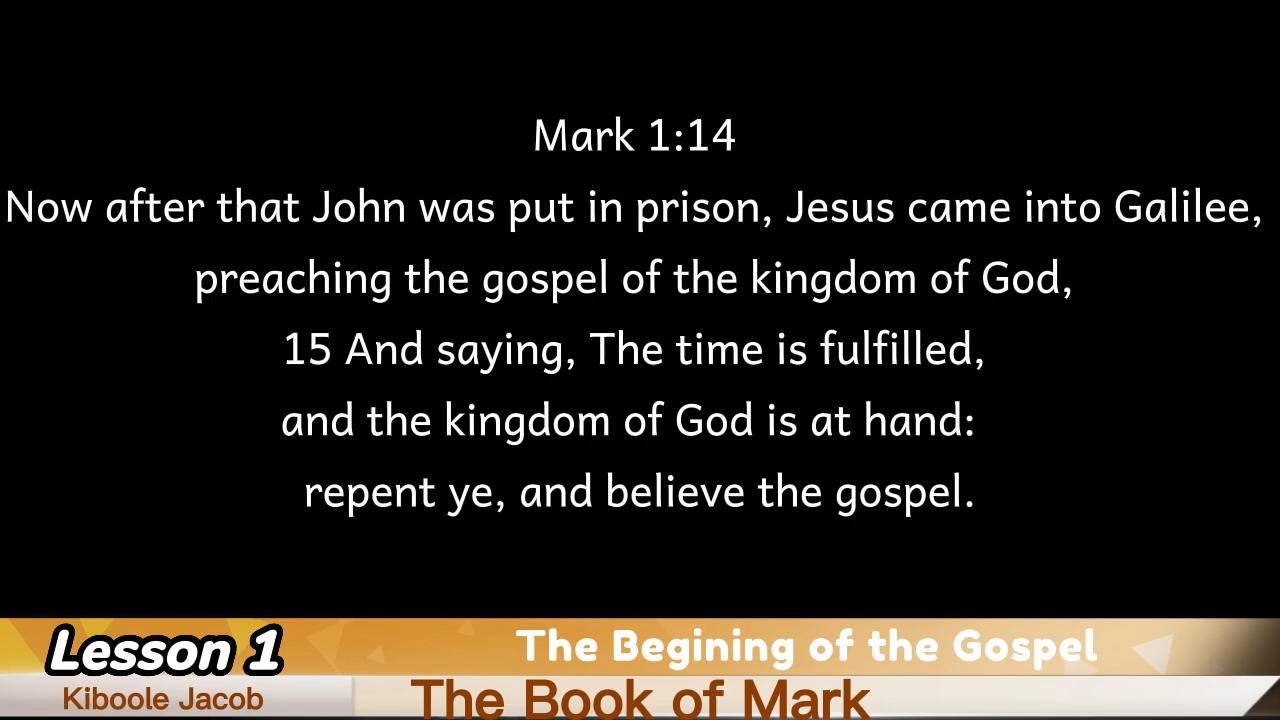 Mark 1:14
Now after that John was put in prison, Jesus came into Galilee,
preaching the gospel of the kingdom of God,
15 And saying, The time is fulfilled,
and the kingdom of God is at hand:
repent ye, and believe the gospel.
Lesson 1
The Begining of the Gospel
Kiboole Jacob
The Book of Mark